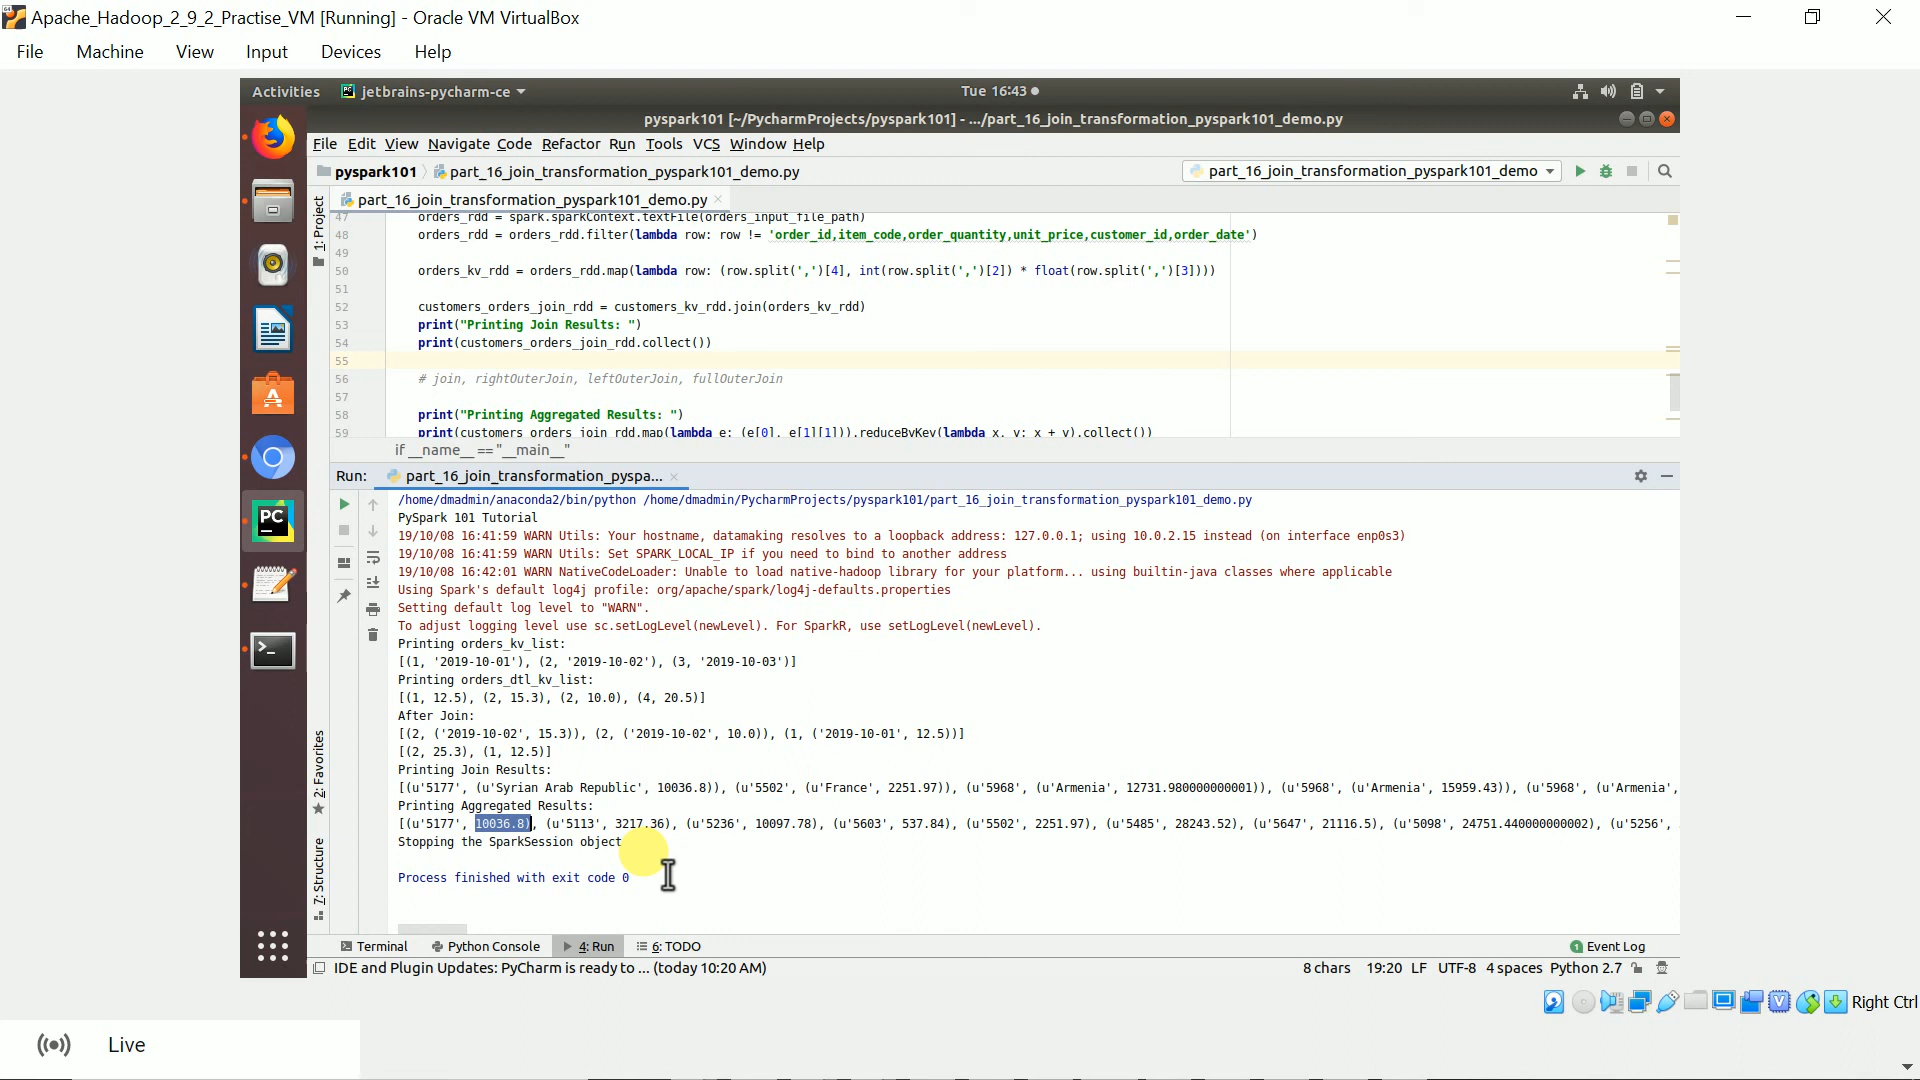 Apache_Hadoop_2_9_2_Practise_VM [Running] - Oracle VM VirtualBox
File Machine View Input Devices Help
Activities jetbrains-pycharm-ce Tue 16:43
pyspark101 [~/PycharmProjects/pyspark101] - .../part_16_join_transformation_pyspark101_demo.py
File Edit View Navigate Code Refactor Run Tools VCS Window Help
pyspark101 part_16_join_transformation_pyspark101_demo.py part_16_join_transformation_pyspark101_demo
1: Project
part_16_join_transformation_pyspark101_demo.py
47 orders_rdd = spark.sparkContext.textFile(orders_input_file_path)
48 orders_rdd = orders_rdd.filter(lambda row: row != 'order_id,item_code,order_quantity,unit_price,customer_id,order_date')
49
50 orders_kv_rdd = orders_rdd.map(lambda row: (row.split(',')[4], int(row.split(',')[2]) * float(row.split(',')[3])))
51
52 customers_orders_join_rdd = customers_kv_rdd.join(orders_kv_rdd)
53 print("Printing Join Results: ")
54 print(customers_orders_join_rdd.collect())
55
56 # join, rightOuterJoin, leftOuterJoin, fullOuterJoin
57
58 print("Printing Aggregated Results: ")
59 print(customers_orders_join_rdd.map(lambda e: (e[0], e[1][1])).reduceByKey(lambda x, y: x + y).collect())
if __name__ == "__main__"
Run: part_16_join_transformation_pyspa...
/home/dmadmin/anaconda2/bin/python /home/dmadmin/PycharmProjects/pyspark101/part_16_join_transformation_pyspark101_demo.py
PySpark 101 Tutorial
19/10/08 16:41:59 WARN Utils: Your hostname, datamaking resolves to a loopback address: 127.0.0.1; using 10.0.2.15 instead (on interface enp0s3)
19/10/08 16:41:59 WARN Utils: Set SPARK_LOCAL_IP if you need to bind to another address
19/10/08 16:42:01 WARN NativeCodeLoader: Unable to load native-hadoop library for your platform... using builtin-java classes where applicable
Using Spark's default log4j profile: org/apache/spark/log4j-defaults.properties
Setting default log level to "WARN".
To adjust logging level use sc.setLogLevel(newLevel). For SparkR, use setLogLevel(newLevel).
Printing orders_kv_list:
[(1, '2019-10-01'), (2, '2019-10-02'), (3, '2019-10-03')]
Printing orders_dtl_kv_list:
[(1, 12.5), (2, 15.3), (2, 10.0), (4, 20.5)]
After Join:
[(2, ('2019-10-02', 15.3)), (2, ('2019-10-02', 10.0)), (1, ('2019-10-01', 12.5))]
[(2, 25.3), (1, 12.5)]
Printing Join Results:
[(u'5177', (u'Syrian Arab Republic', 10036.8)), (u'5502', (u'France', 2251.97)), (u'5968', (u'Armenia', 12731.980000000001)), (u'5968', (u'Armenia', 15959.43)), (u'5968', (u'Armenia',
Printing Aggregated Results:
[(u'5177', 10036.8), (u'5113', 3217.36), (u'5236', 10097.78), (u'5603', 537.84), (u'5502', 2251.97), (u'5485', 28243.52), (u'5647', 21116.5), (u'5098', 24751.440000000002), (u'5256',
Stopping the SparkSession object
Process finished with exit code 0
2: Favorites
7: Structure
Terminal Python Console 4: Run 6: TODO 1 Event Log
IDE and Plugin Updates: PyCharm is ready to ... (today 10:20 AM) 8 chars 19:20 LF UTF-8 4 spaces Python 2.7
Right Ctrl
Live